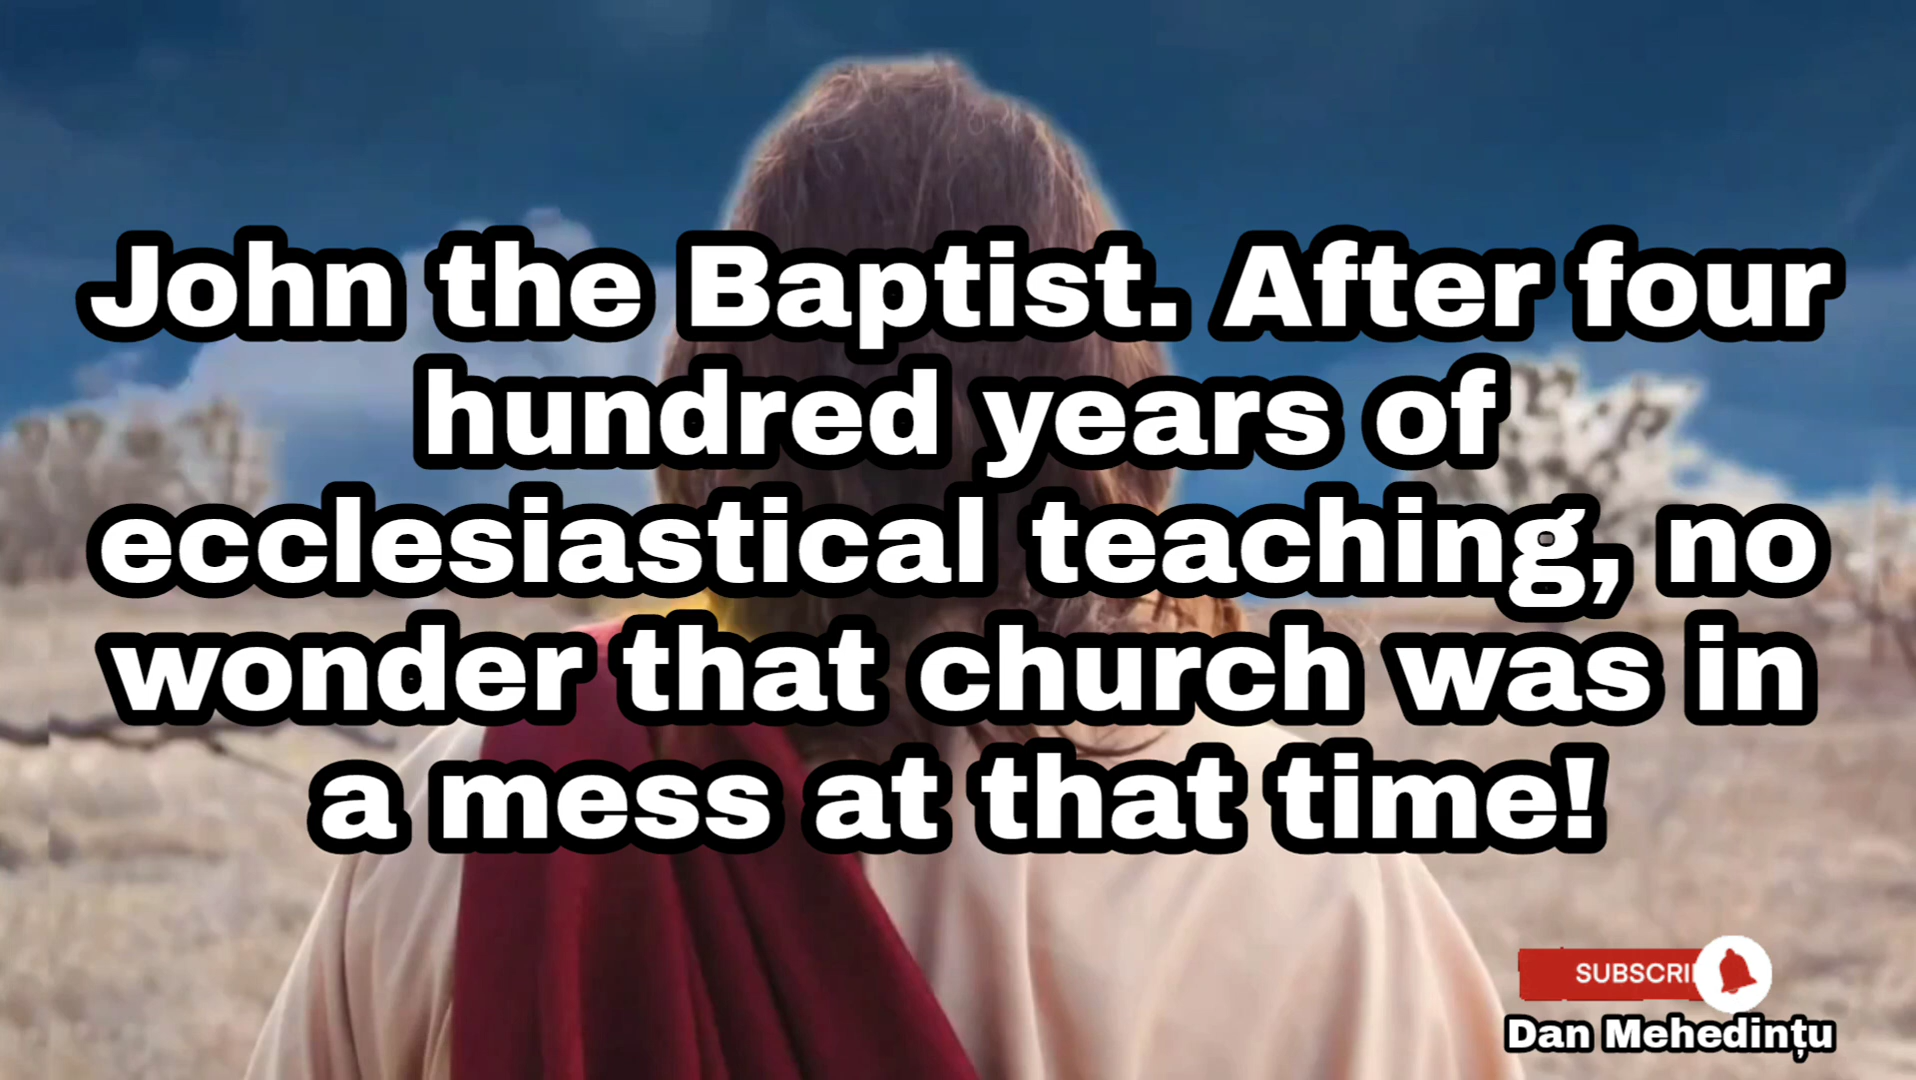 John the Baptist. After four
hundred years of
ecclesiastical teaching, no
wonder that church was in
a mess at that time!
SUBSCRI
Dan Mehedințu